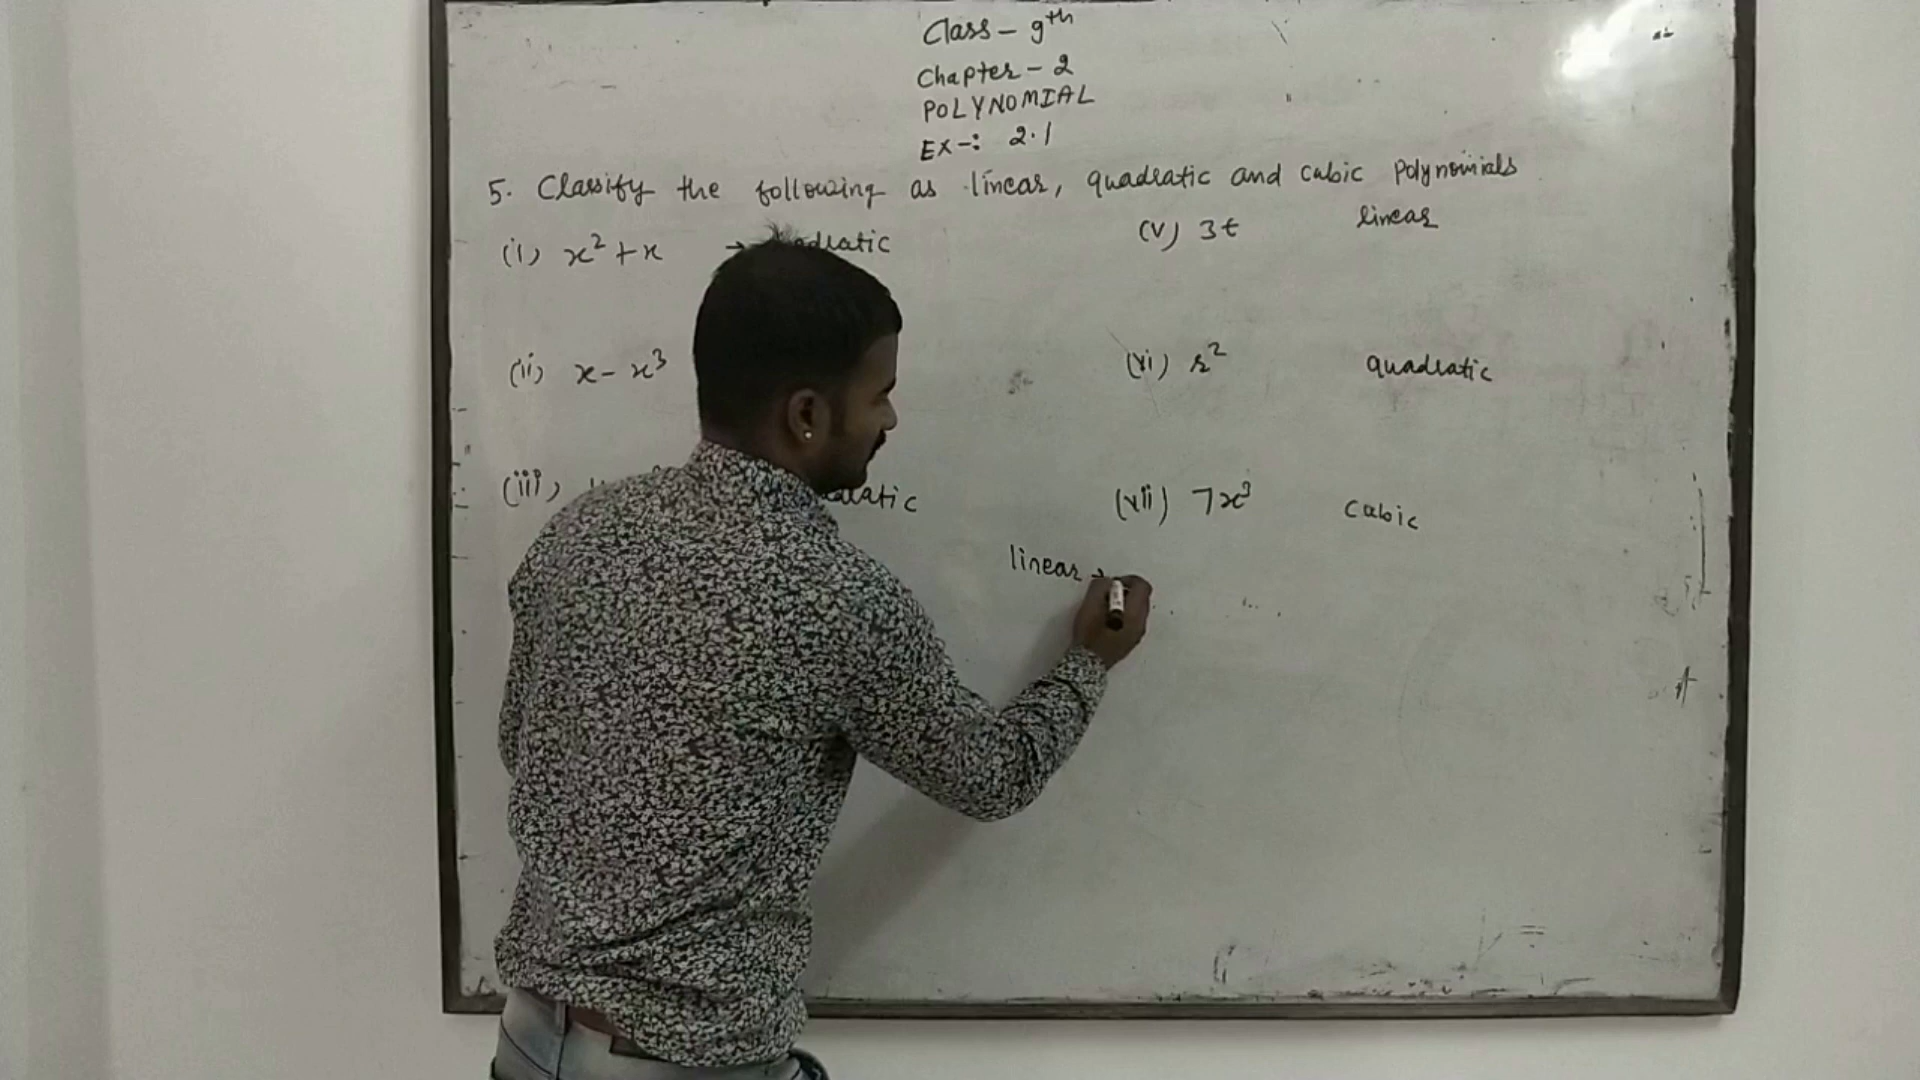 Class - 9th
Chapter - 2
POLYNOMIAL
EX-: 2.1
5. Classify the following as linear, quadratic and cubic Polynomials
(i) x² + x →
(ii) x - x³
(iii)
(v) 3t linear
(vi) r² quadratic
(vii) 7x³ cubic
linear →